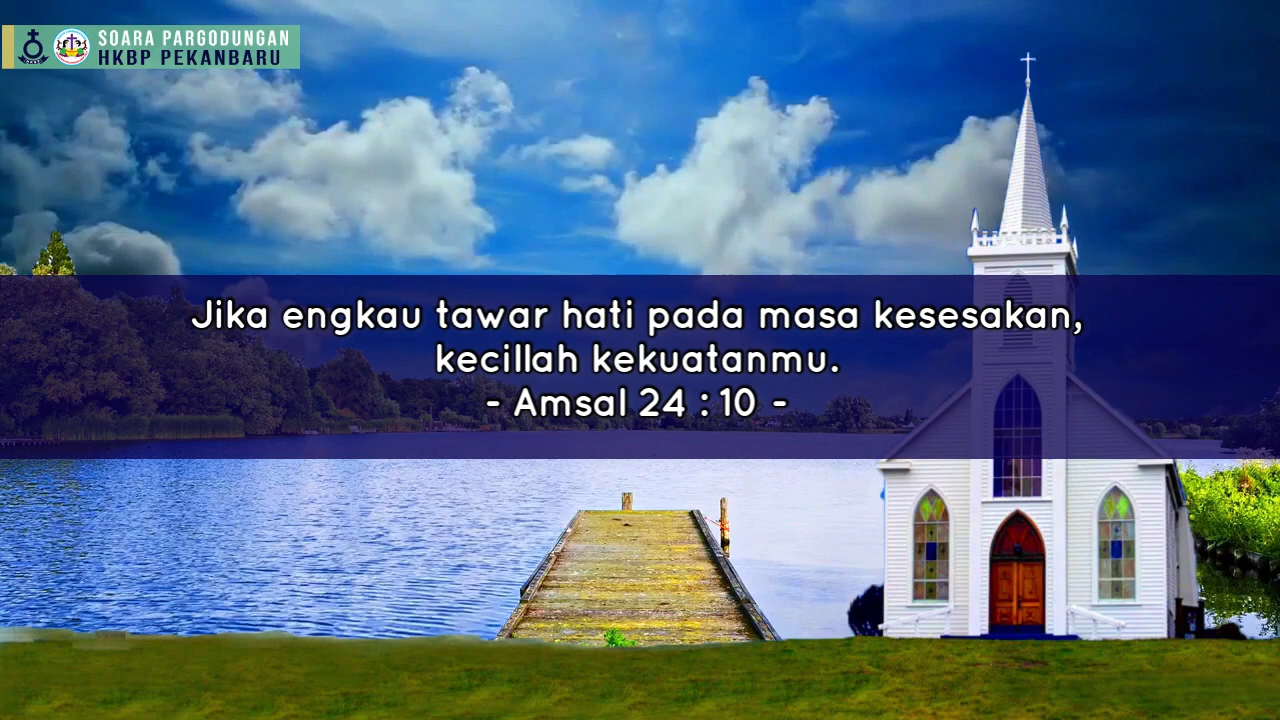 SOARA PARGODUNGAN
HKBP PEKANBARU
Jika engkau tawar hati pada masa kesesakan,
kecillah kekuatanmu.
- Amsal 24 : 10 -